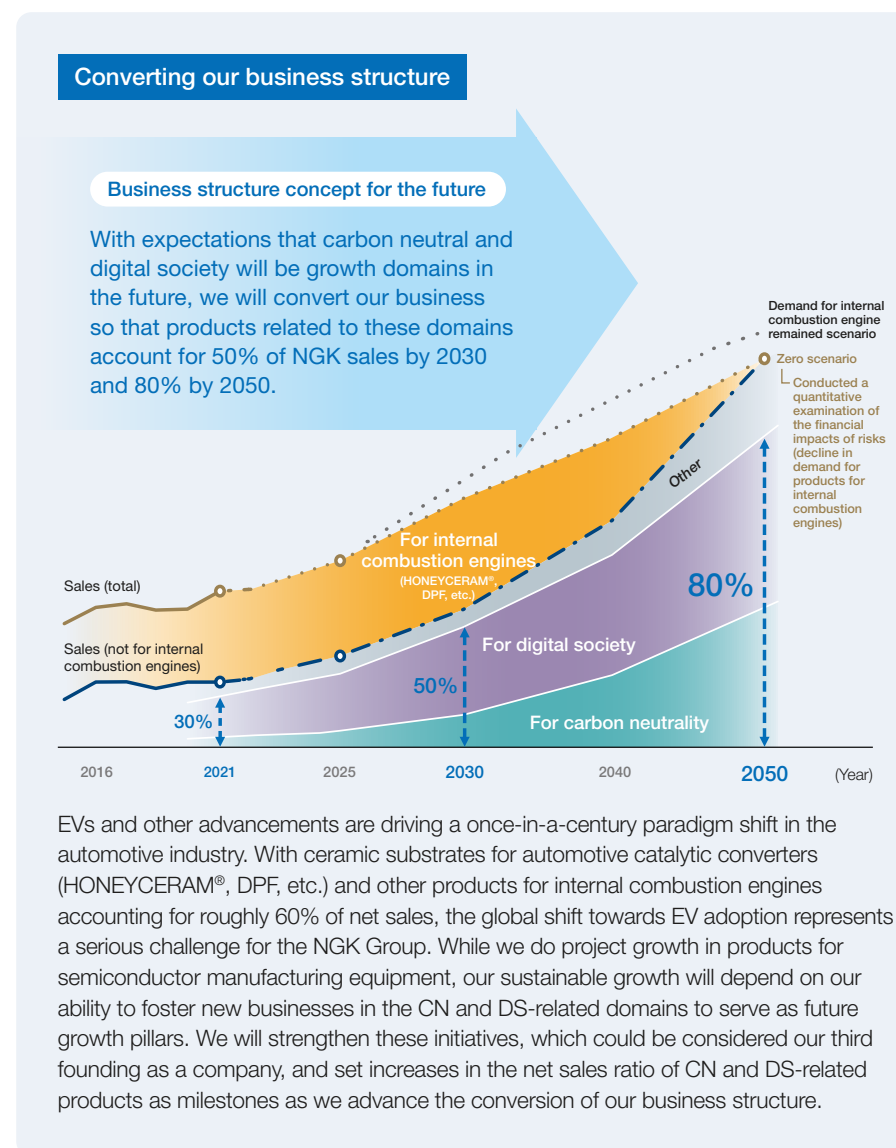 Converting our business structure
Business structure concept for the future
With expectations that carbon neutral and
digital society will be growth domains in
the future, we will convert our business
so that products related to these domains
account for 50% of NGK sales by 2030
and 80% by 2050.
Demand for internal
combustion engine
remained scenario
Zero scenario
Conducted a
quantitative
examination of
the financial
impacts of risks
(decline in
demand for
products for
internal
combustion
engines)
Other
For internal
combustion engines
(HONEYCERAM®,
DPF, etc.)
Sales (total)
Sales (not for internal
combustion engines)
80%
For digital society
50%
30%
For carbon neutrality
2016
2021
2025
2030
2040
2050
(Year)
EVs and other advancements are driving a once-in-a-century paradigm shift in the
automotive industry. With ceramic substrates for automotive catalytic converters
(HONEYCERAM®, DPF, etc.) and other products for internal combustion engines
accounting for roughly 60% of net sales, the global shift towards EV adoption represents
a serious challenge for the NGK Group. While we do project growth in products for
semiconductor manufacturing equipment, our sustainable growth will depend on our
ability to foster new businesses in the CN and DS-related domains to serve as future
growth pillars. We will strengthen these initiatives, which could be considered our third
founding as a company, and set increases in the net sales ratio of CN and DS-related
products as milestones as we advance the conversion of our business structure.